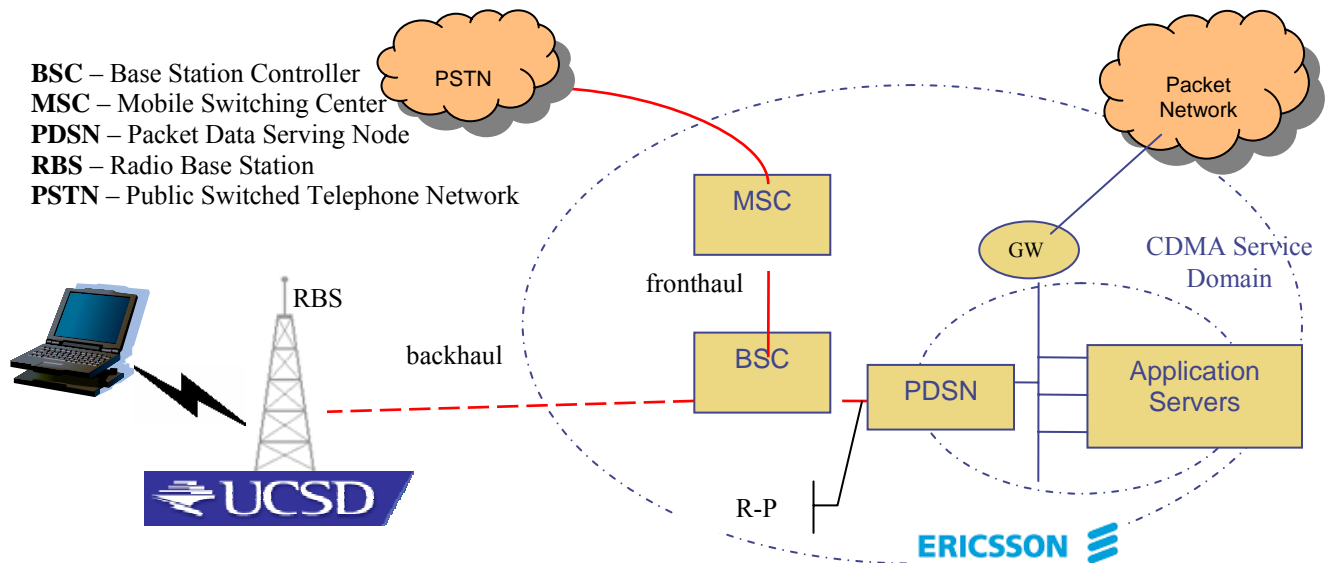 BSC – Base Station Controller
MSC – Mobile Switching Center
PDSN – Packet Data Serving Node
RBS – Radio Base Station
PSTN – Public Switched Telephone Network
PSTN
Packet
Network
MSC
GW
CDMA Service
Domain
fronthaul
RBS
backhaul
BSC
PDSN
Application
Servers
UCSD
R-P
ERICSSON